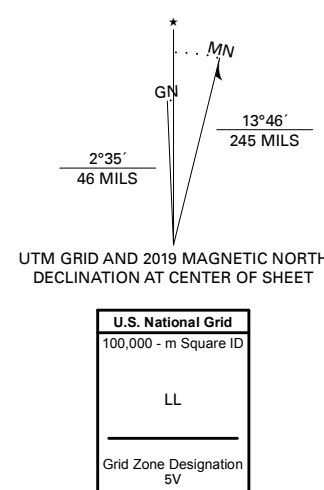 ★
MN
GN
13°46´
245 MILS
2°35´
46 MILS
UTM GRID AND 2019 MAGNETIC NORTH
DECLINATION AT CENTER OF SHEET
U.S. National Grid
100,000 - m Square ID
LL
Grid Zone Designation
5V